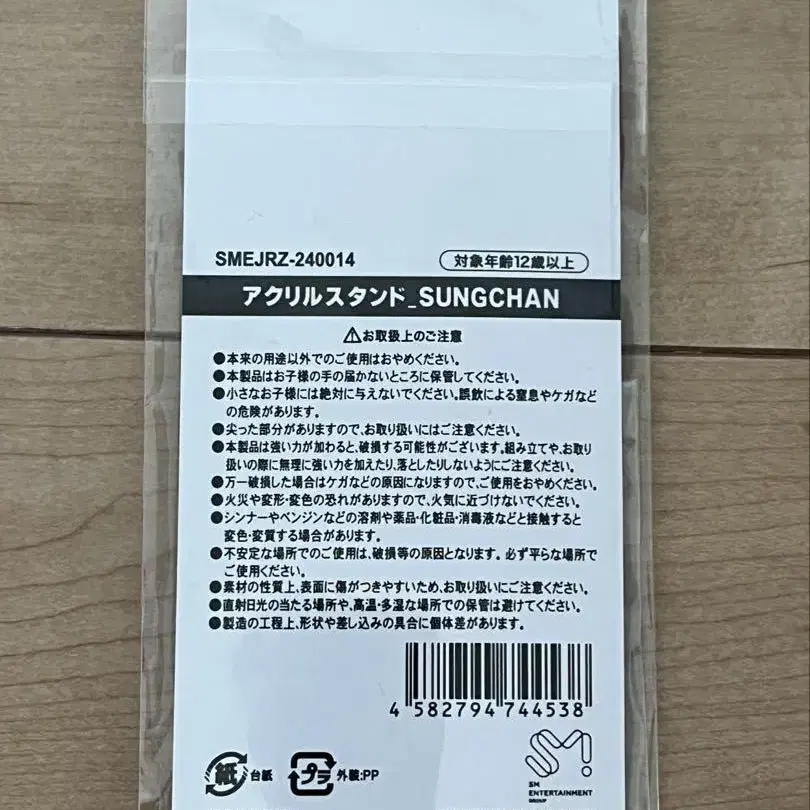 SMEJRZ-240014
対象年齢12歳以上
アクリルスタンド_SUNGCHAN
⚠お取扱上のご注意
●本来の用途以外でのご使用はおやめください。
●本製品はお子様の手の届かないところに保管してください。
●小さなお子様には絶対に与えないでください。誤飲による窒息やケガなど
の危険があります。
●尖った部分がありますので、お取り扱いにはご注意ください。
●本製品は強い力が加わると、破損する可能性がございます。組み立てや、お取り
扱いの際に無理に強い力を加えたり、落としたりしないようにご注意ください。
●万一破損した場合はケガなどの原因になりますので、ご使用をおやめください。
●火災や変形・変色の恐れがありますので、火気に近づけないでください。
●シンナーやベンジンなどの溶剤や薬品・化粧品・消毒液などと接触すると
変色・変質する場合があります。
●不安定な場所でのご使用は、破損等の原因となります。必ず平らな場所で
ご使用ください。
●素材の性質上、表面に傷がつきやすいため、お取り扱いにご注意ください。
●直射日光の当たる場所や、高温・多湿な場所での保管は避けてください。
●製造の工程上、形状や差し込みの具合に個体差があります。
4 582794 744538
紙 台紙 プラ 外装:PP
SM!
SM
ENTERTAINMENT
GROUP